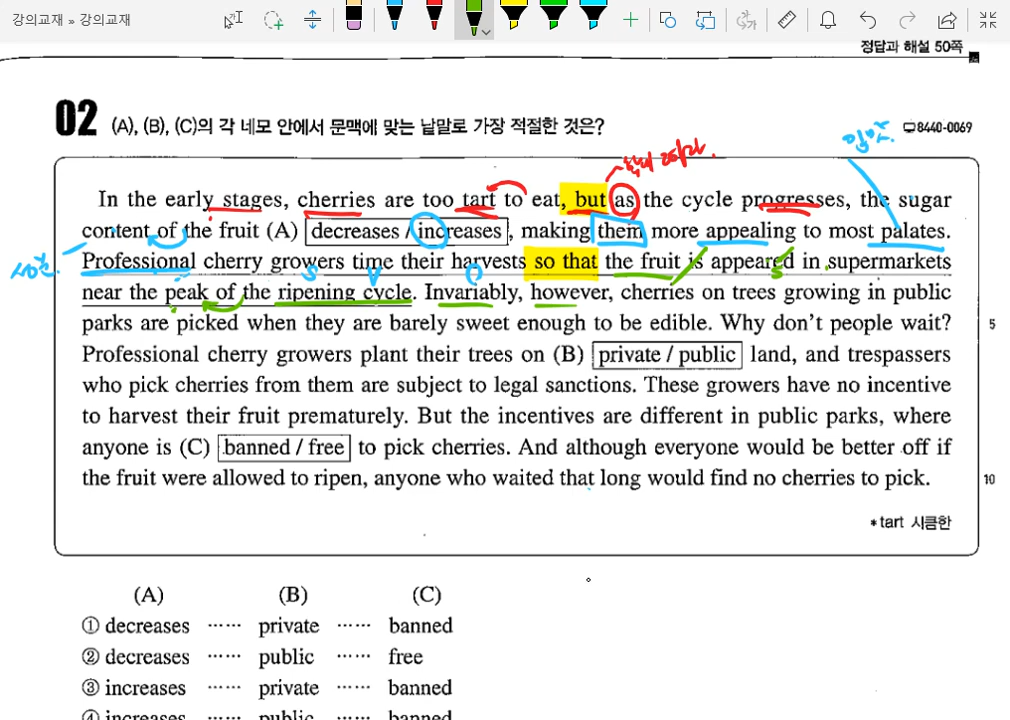 강의교재 » 강의교재
가
정답과 해설 50쪽
02 (A), (B), (C)의 각 네모 안에서 문맥에 맞는 낱말로 가장 적절한 것은? 8440-0069
입맛
In the early stages, cherries are too tart to eat, but as the cycle progresses, the sugar
content of the fruit (A) decreases / increases, making them more appealing to most palates.
Professional cherry growers time their harvests so that the fruit is appeared in supermarkets
S V O
near the peak of the ripening cycle. Invariably, however, cherries on trees growing in public
parks are picked when they are barely sweet enough to be edible. Why don't people wait? 5
Professional cherry growers plant their trees on (B) private / public land, and trespassers
who pick cherries from them are subject to legal sanctions. These growers have no incentive
to harvest their fruit prematurely. But the incentives are different in public parks, where
anyone is (C) banned / free to pick cherries. And although everyone would be better off if
the fruit were allowed to ripen, anyone who waited that long would find no cherries to pick. 10
*tart 시큼한
(A) (B) (C)
① decreases ······ private ······ banned
② decreases ······ public ······ free
③ increases ······ private ······ banned
④ increases ······ public ······ banned